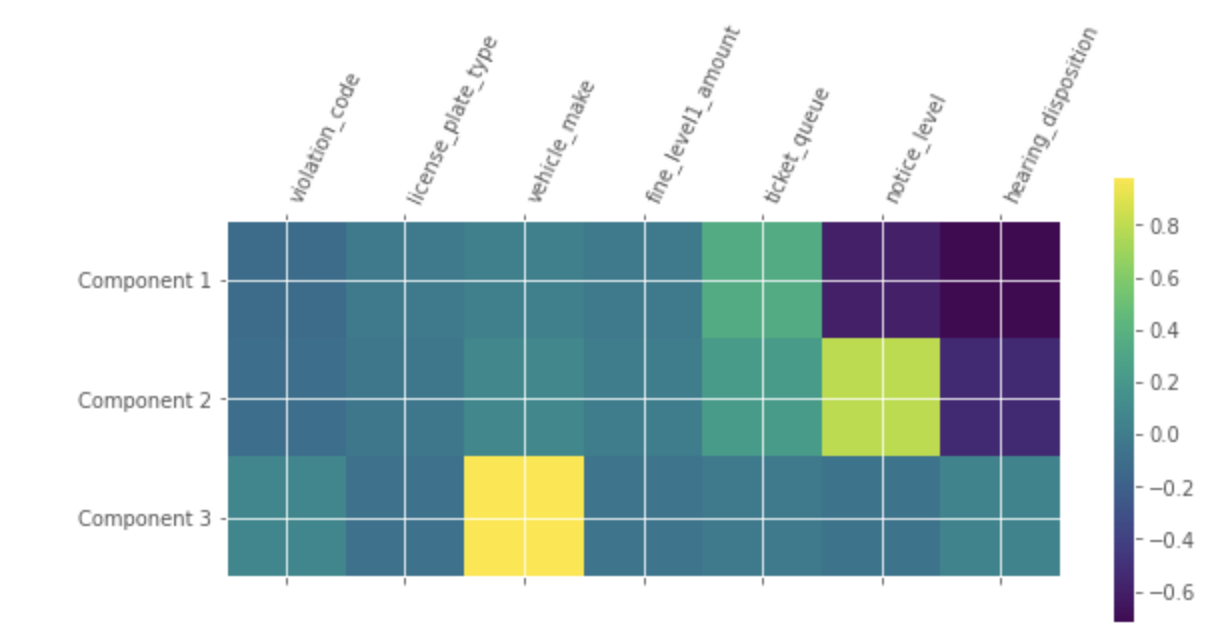 violation_code
license_plate_type
vehicle_make
fine_level1_amount
ticket_queue
notice_level
hearing_disposition
Component 1
Component 2
Component 3
0.8
0.6
0.4
0.2
0.0
−0.2
−0.4
−0.6